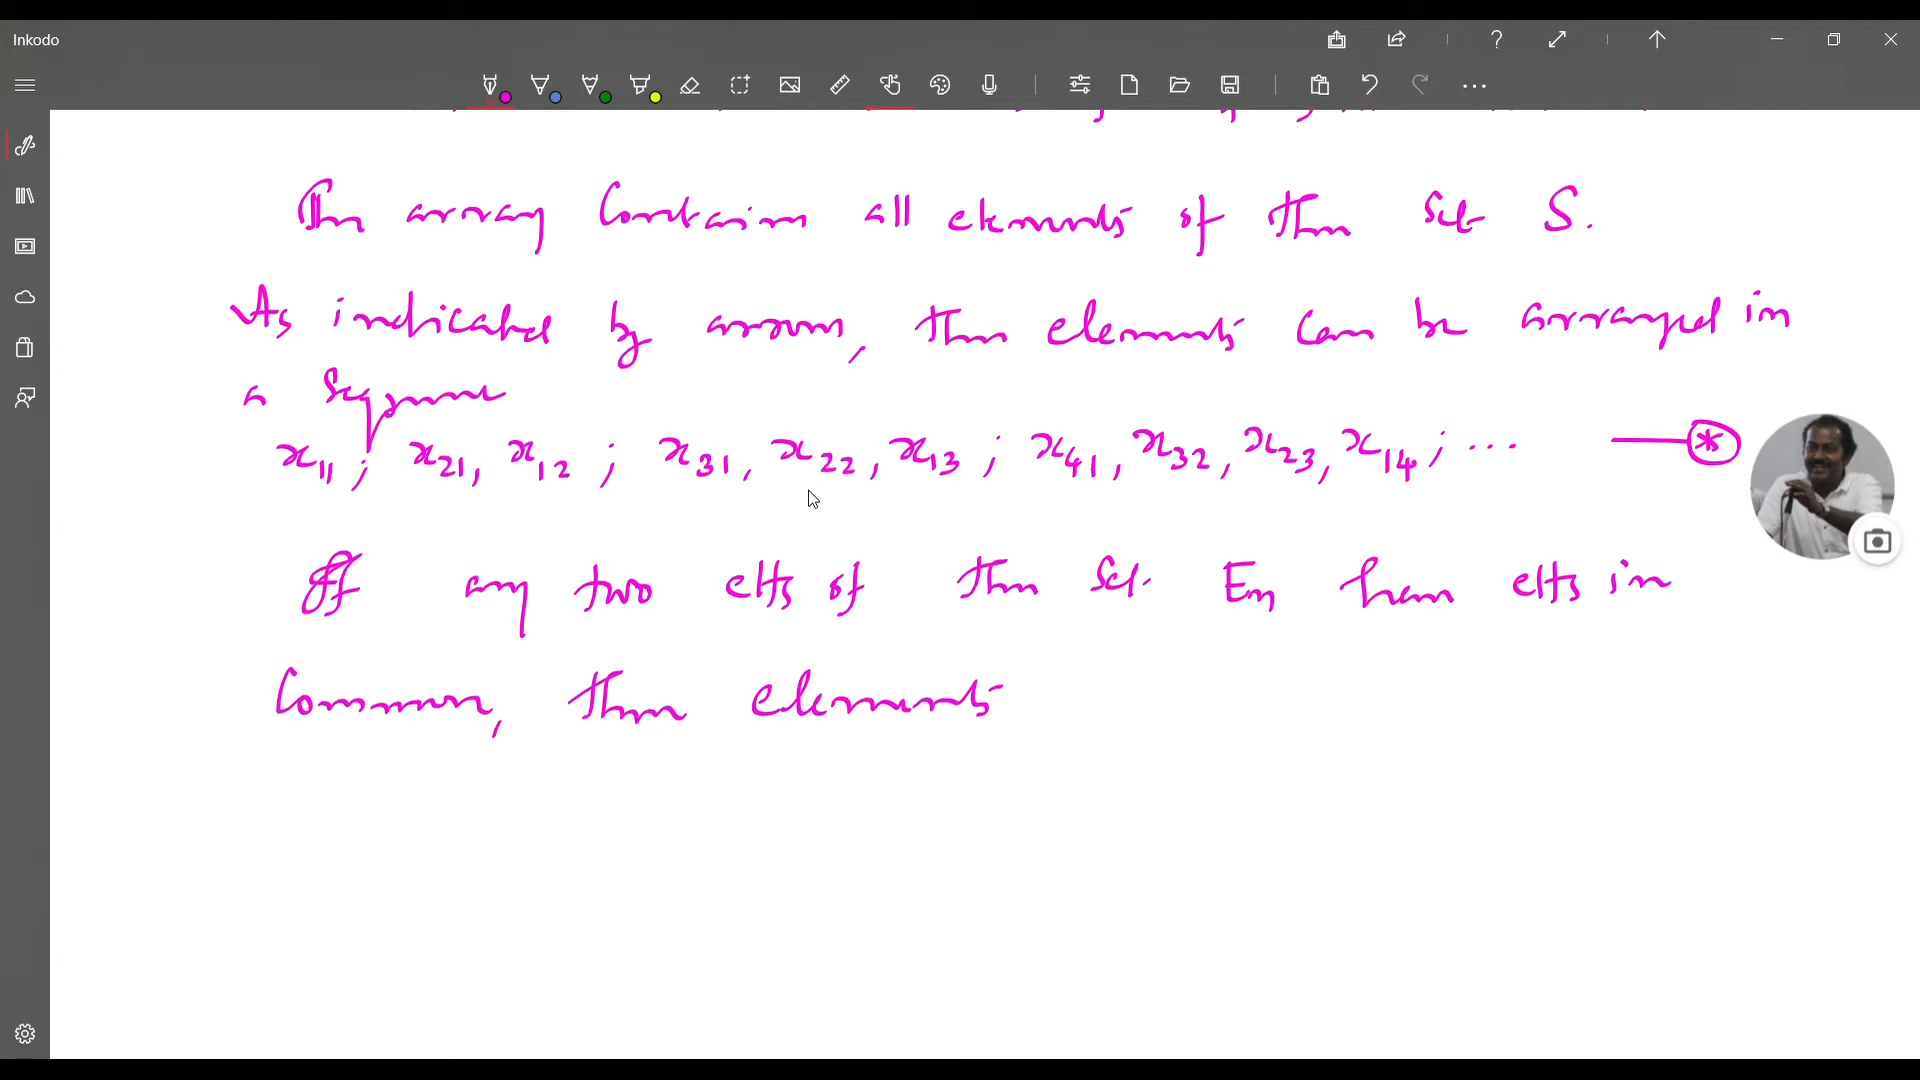 Inkodo
The array contains all elements of the set S.
As indicated by arrows, the elements can be arranged in
a sequence
x₁₁; x₂₁, x₁₂; x₃₁, x₂₂, x₁₃; x₄₁, x₃₂, x₂₃, x₁₄; ... —— *
If any two elts of the set Eₙ have elts in
common, then elements